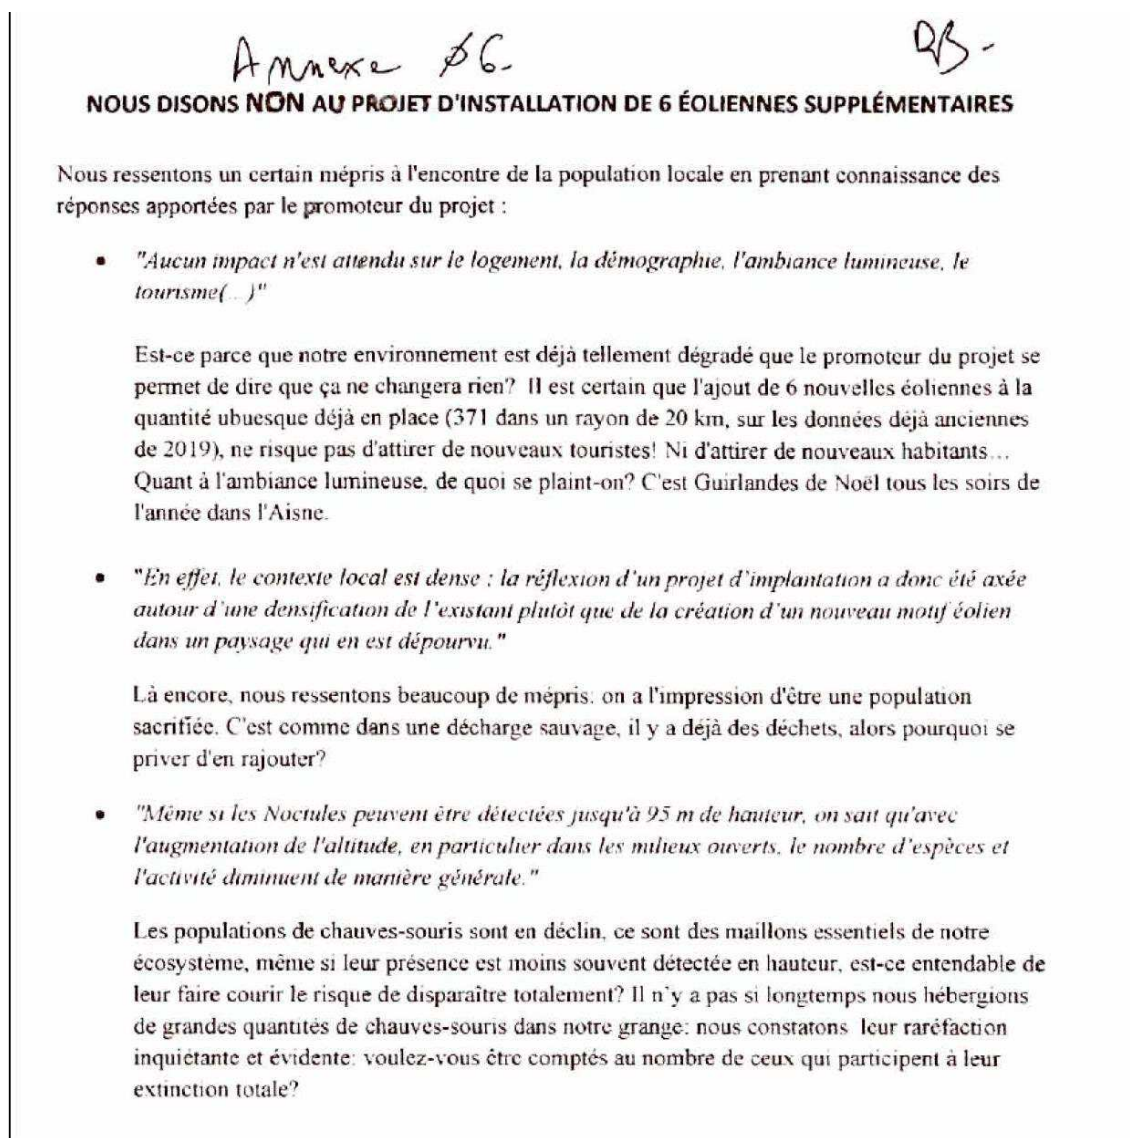 Annexe 06-
DB-
NOUS DISONS NON AU PROJET D'INSTALLATION DE 6 ÉOLIENNES SUPPLÉMENTAIRES
Nous ressentons un certain mépris à l'encontre de la population locale en prenant connaissance des
réponses apportées par le promoteur du projet :
• "Aucun impact n'est attendu sur le logement, la démographie, l'ambiance lumineuse, le
tourisme(...)"
Est-ce parce que notre environnement est déjà tellement dégradé que le promoteur du projet se
permet de dire que ça ne changera rien? Il est certain que l'ajout de 6 nouvelles éoliennes à la
quantité ubuesque déjà en place (371 dans un rayon de 20 km, sur les données déjà anciennes
de 2019), ne risque pas d'attirer de nouveaux touristes! Ni d'attirer de nouveaux habitants...
Quant à l'ambiance lumineuse, de quoi se plaint-on? C'est Guirlandes de Noël tous les soirs de
l'année dans l'Aisne.
• "En effet, le contexte local est dense ; la réflexion d'un projet d'implantation a donc été axée
autour d'une densification de l'existant plutôt que de la création d'un nouveau motif éolien
dans un paysage qui en est dépourvu."
Là encore, nous ressentons beaucoup de mépris: on a l'impression d'être une population
sacrifiée. C'est comme dans une décharge sauvage, il y a déjà des déchets, alors pourquoi se
priver d'en rajouter?
• "Même si les Noctules peuvent être détectées jusqu'à 95 m de hauteur, on sait qu'avec
l'augmentation de l'altitude, en particulier dans les milieux ouverts, le nombre d'espèces et
l'activité diminuent de manière générale."
Les populations de chauves-souris sont en déclin, ce sont des maillons essentiels de notre
écosystème, même si leur présence est moins souvent détectée en hauteur, est-ce entendable de
leur faire courir le risque de disparaître totalement? Il n'y a pas si longtemps nous hébergions
de grandes quantités de chauves-souris dans notre grange: nous constatons leur raréfaction
inquiétante et évidente: voulez-vous être comptés au nombre de ceux qui participent à leur
extinction totale?